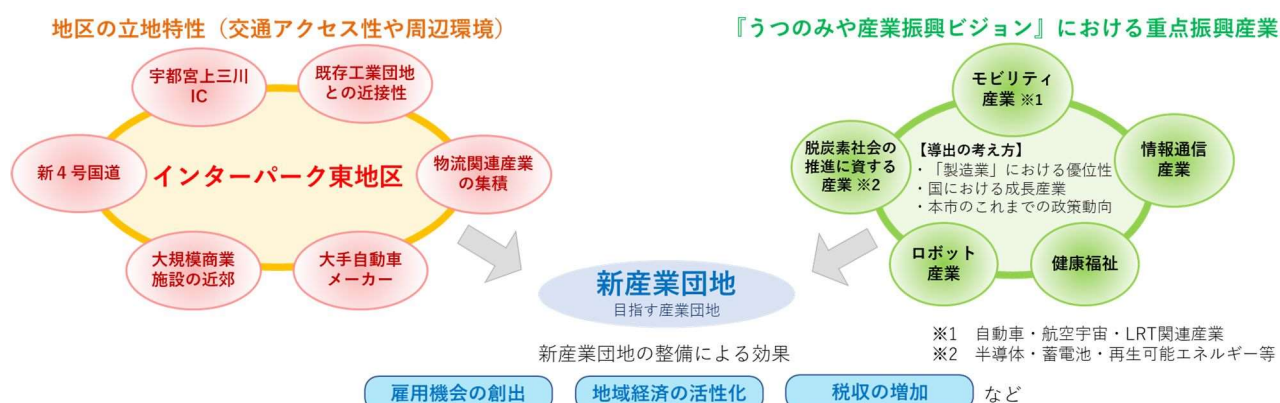 地区の立地特性（交通アクセス性や周辺環境）
宇都宮上三川
IC
既存工業団地
との近接性
新４号国道
インターパーク東地区
物流関連産業
の集積
大規模商業
施設の近郊
大手自動車
メーカー
『うつのみや産業振興ビジョン』における重点振興産業
モビリティ
産業 ※1
脱炭素社会の
推進に資する
産業 ※2
【導出の考え方】
・「製造業」における優位性
・国における成長産業
・本市のこれまでの政策動向
情報通信
産業
ロボット
産業
健康福祉
新産業団地
目指す産業団地
※1　自動車・航空宇宙・LRT関連産業
※2　半導体・蓄電池・再生可能エネルギー等
新産業団地の整備による効果
雇用機会の創出　地域経済の活性化　税収の増加　など